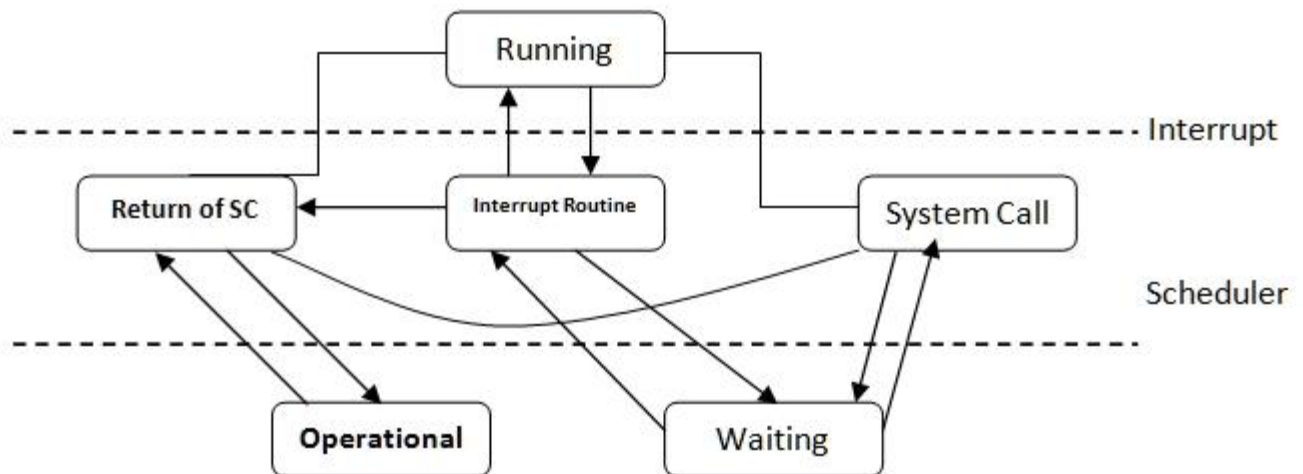 Running
Interrupt
Return of SC
Interrupt Routine
System Call
Scheduler
Operational
Waiting